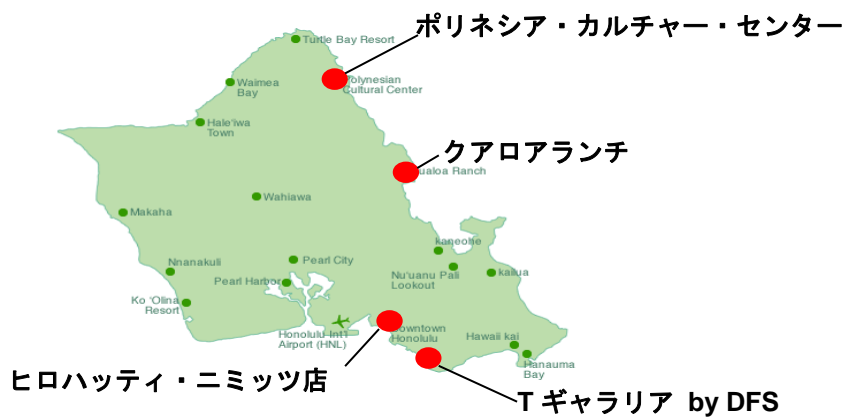 ポリネシア・カルチャー・センター
Turtle Bay Resort
olynesian
Cultural Center
Waimea
Bay
Hale'iwa
Town
クアロアランチ
ualoa Ranch
Wahiawa
Makaha
kaneohe
Pearl City
Nnanakuli
Nu'uanu Pali
Lookout
kailua
Pearl Harbor
Ko 'Olina
Resort
Honolulu Int'l
Airport (HNL)
owntown
Honolulu
Hawaii kai
Hanauma
Bay
ヒロハッティ・ニミッツ店
T ギャラリア by DFS